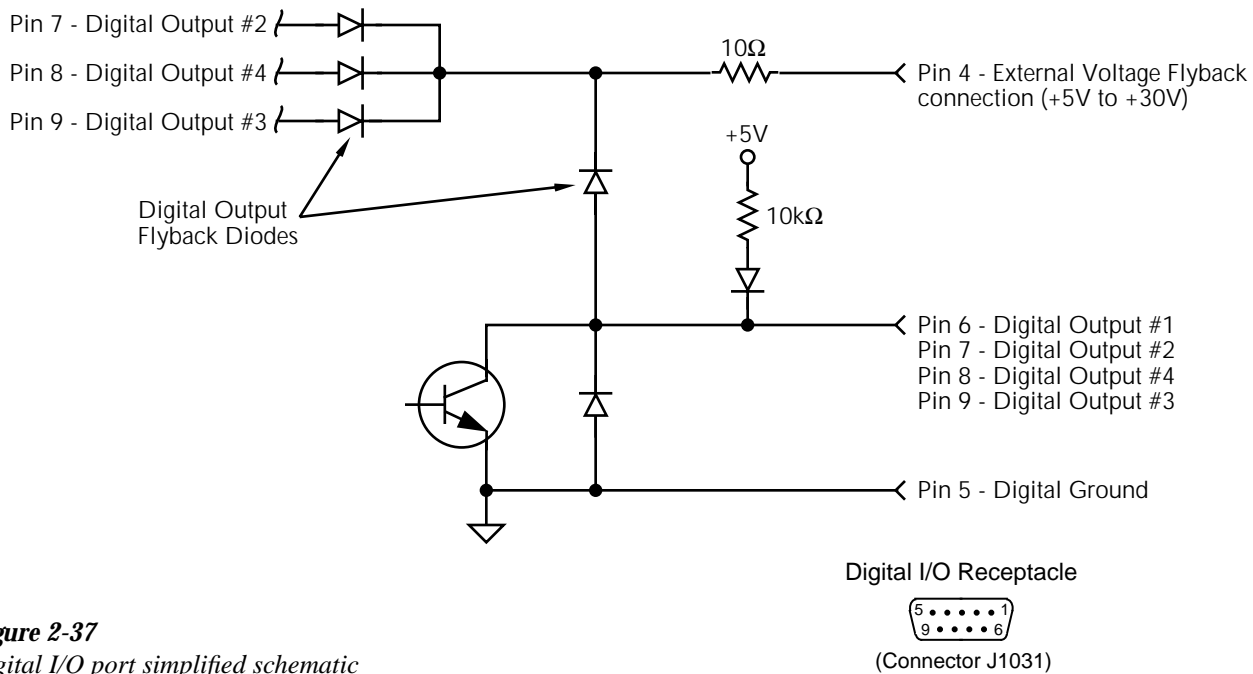 Pin 7 - Digital Output #2
Pin 8 - Digital Output #4
Pin 9 - Digital Output #3
10Ω
Pin 4 - External Voltage Flyback
connection (+5V to +30V)
+5V
10kΩ
Digital Output
Flyback Diodes
Pin 6 - Digital Output #1
Pin 7 - Digital Output #2
Pin 8 - Digital Output #4
Pin 9 - Digital Output #3
Pin 5 - Digital Ground
Digital I/O Receptacle
5 1
9 6
(Connector J1031)
gure 2-37
gital I/O port simplified schematic